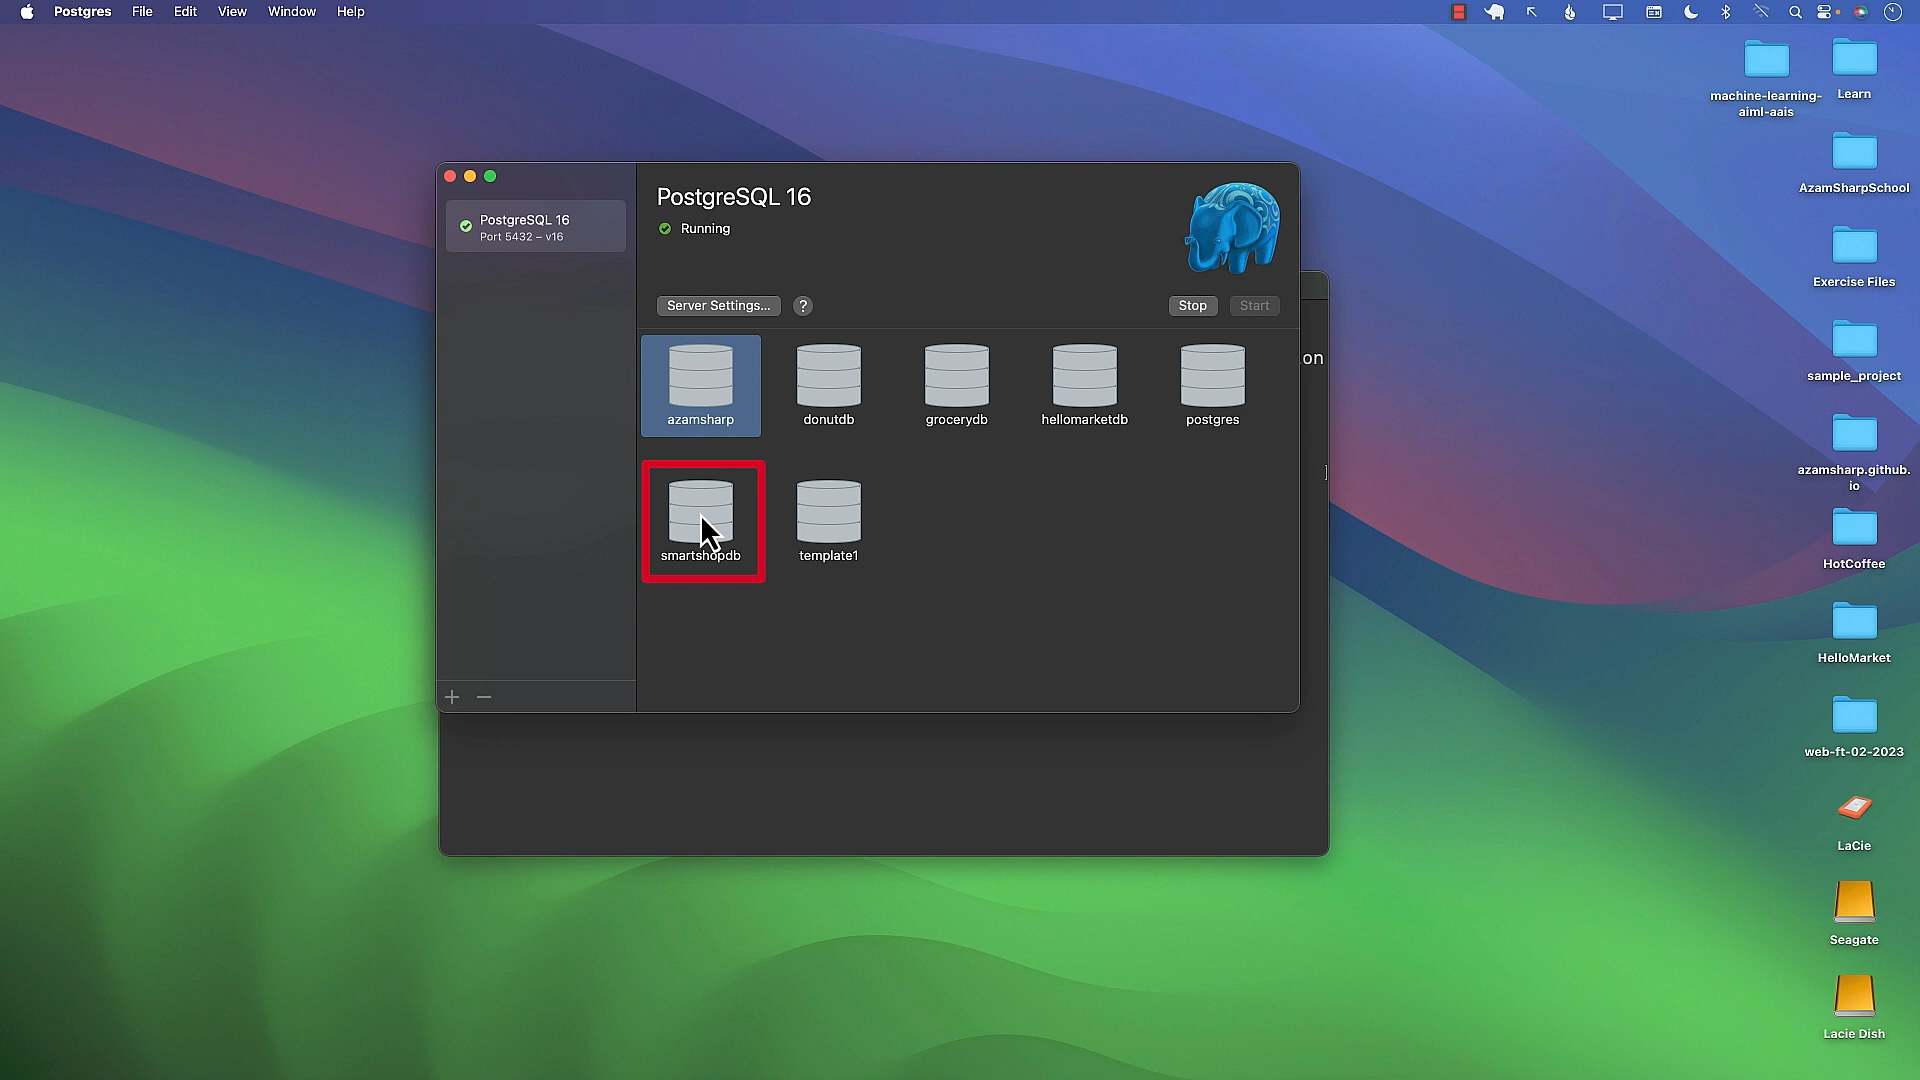 Postgres File Edit View Window Help
machine-learning-
aiml-aais
Learn
AzamSharpSchool
Exercise Files
sample_project
azamsharp.github.
io
HotCoffee
HelloMarket
web-ft-02-2023
LaCie
Seagate
Lacie Dish
PostgreSQL 16
Port 5432 – v16
PostgreSQL 16
Running
Server Settings...
?
Stop
Start
on
]
azamsharp
donutdb
grocerydb
hellomarketdb
postgres
smartshopdb
template1